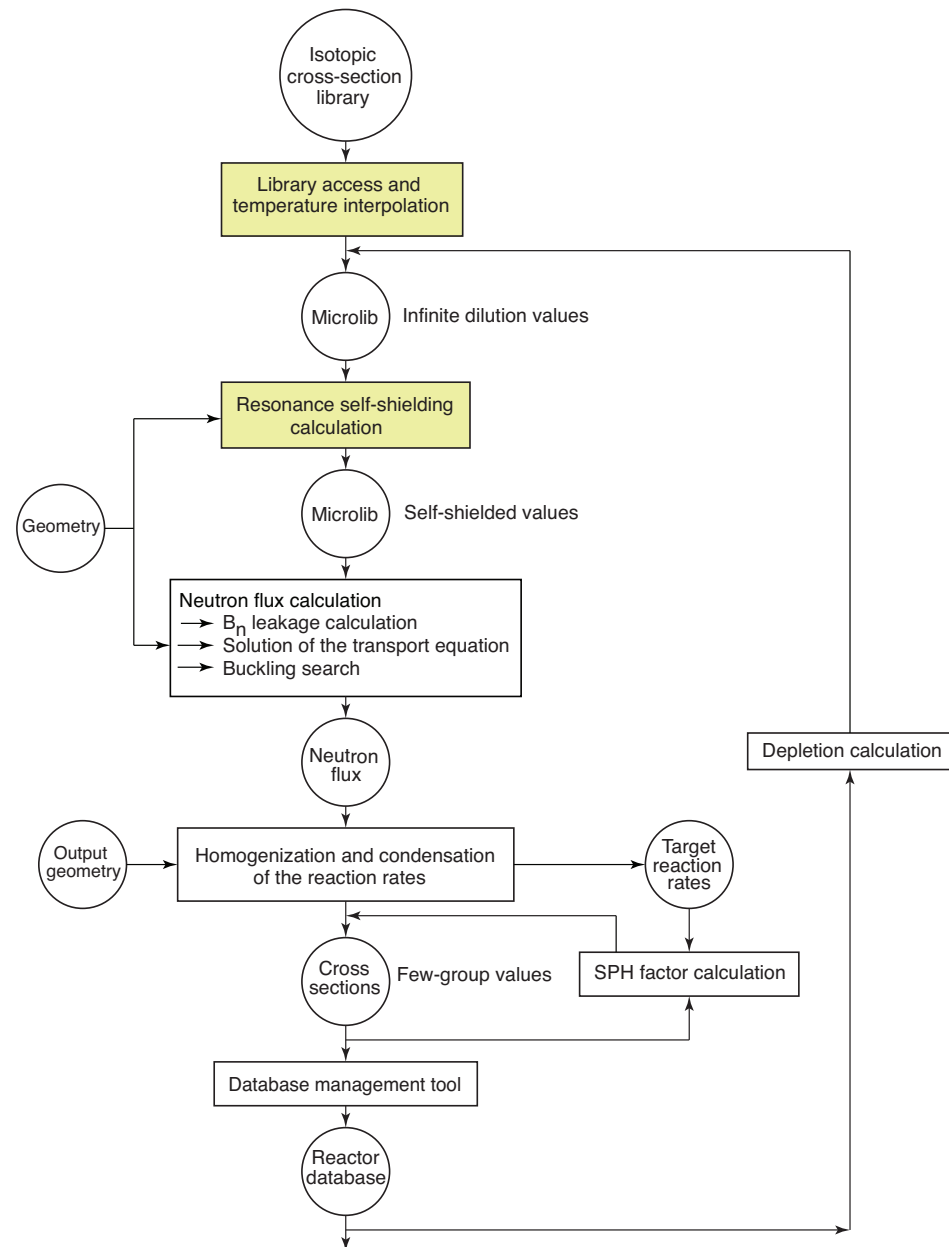 Isotopic
cross-section
library
Library access and
temperature interpolation
Microlib
Infinite dilution values
Resonance self-shielding
calculation
Geometry
Microlib
Self-shielded values
Neutron flux calculation
Bn leakage calculation
Solution of the transport equation
Buckling search
Neutron
flux
Depletion calculation
Output
geometry
Homogenization and condensation
of the reaction rates
Target
reaction
rates
Cross
sections
Few-group values
SPH factor calculation
Database management tool
Reactor
database